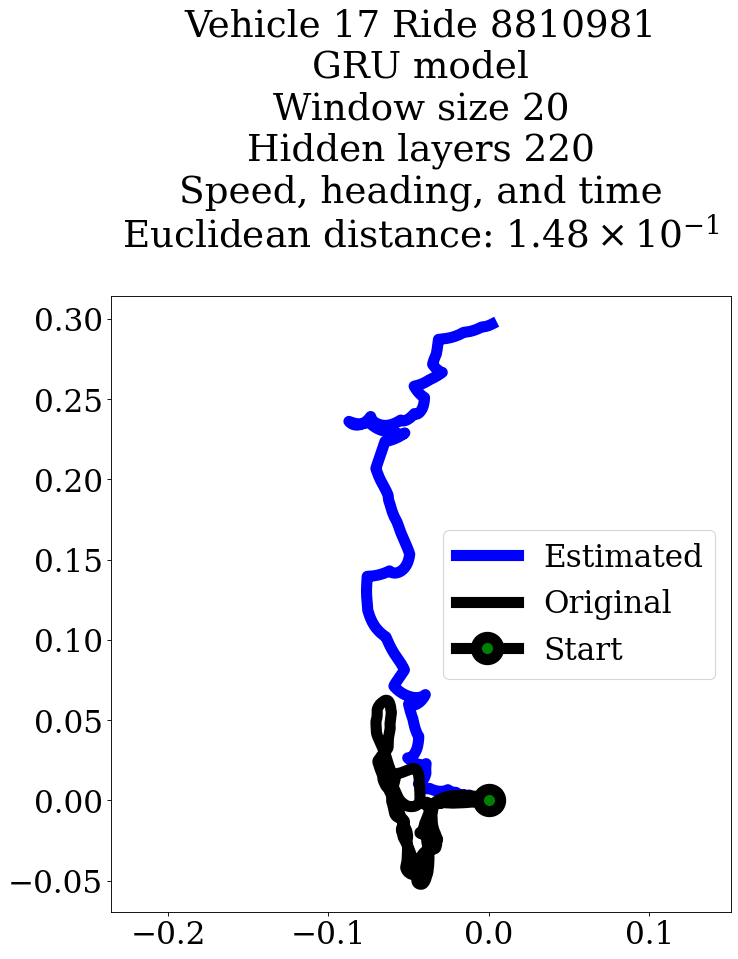 Vehicle 17 Ride 8810981
GRU model
Window size 20
Hidden layers 220
Speed, heading, and time
Euclidean distance: 1.48 × 10⁻¹
0.30
0.25
0.20
0.15
0.10
0.05
0.00
−0.05
Estimated
Original
Start
−0.2
−0.1
0.0
0.1